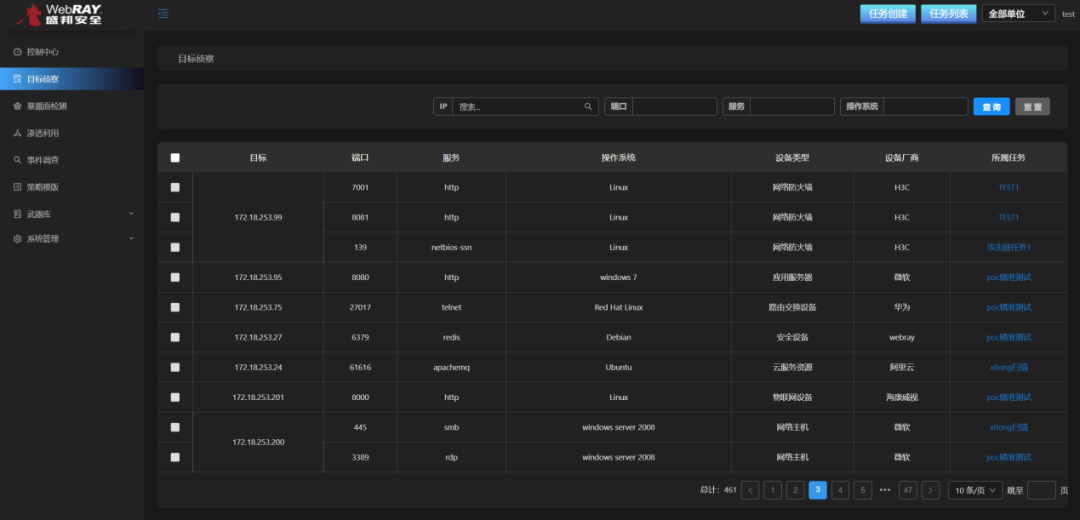 WebRAY
盛邦安全
任务创建 任务列表 全部单位 test
控制中心
目标侦察
暴露面检测
渗透利用
事件调查
策略模版
武器库
系统管理
目标侦察
IP 搜索... 端口 服务 操作系统 查 询 重 置
目标 端口 服务 操作系统 设备类型 设备厂商 所属任务
172.18.253.99 7001 http Linux 网络防火墙 H3C TEST1
8081 http Linux 网络防火墙 H3C TEST1
139 netbios-ssn Linux 网络防火墙 H3C 攻击链任务1
172.18.253.95 8080 http windows 7 应用服务器 微软 poc精准测试
172.18.253.75 27017 telnet Red Hat Linux 路由交换设备 华为 poc精准测试
172.18.253.27 6379 redis Debian 安全设备 webray poc精准测试
172.18.253.24 61616 apachemq Ubuntu 云服务资源 阿里云 xitong扫描
172.18.253.201 8000 http Linux 物联网设备 海康威视 poc精准测试
172.18.253.200 445 smb windows server 2008 网络主机 微软 xitong扫描
3389 rdp windows server 2008 网络主机 微软 poc精准测试
总计: 461 < 1 2 3 4 5 ••• 47 > 10 条/页 跳至 页